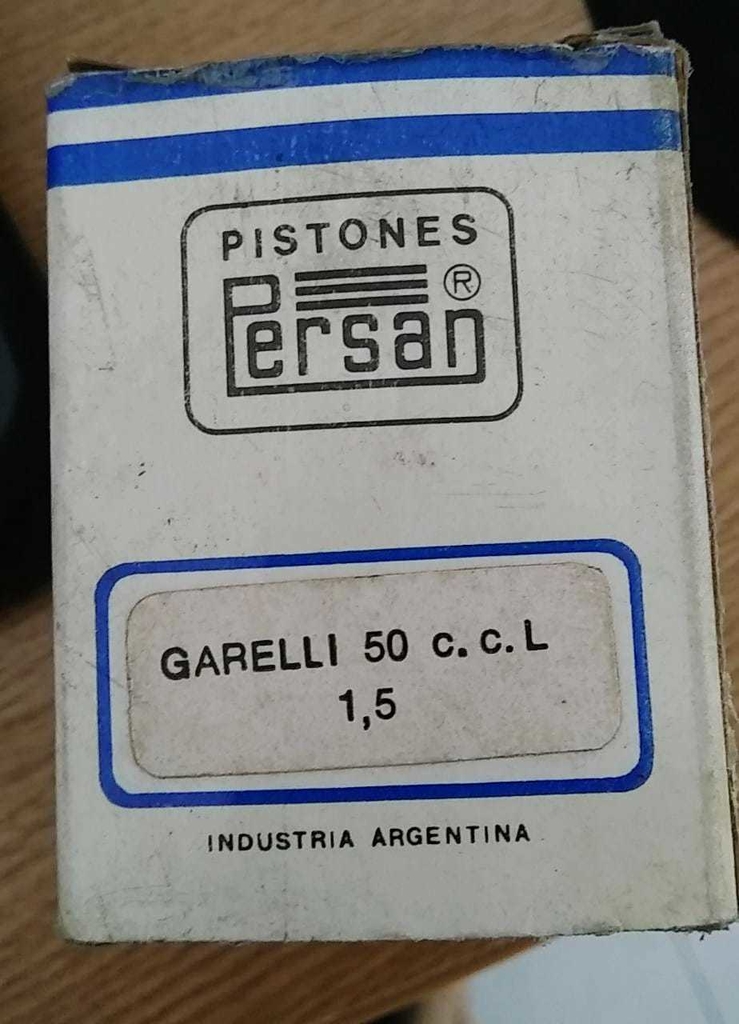 PISTONES
Persan ®
GARELLI 50 c.c.L
1,5
INDUSTRIA ARGENTINA